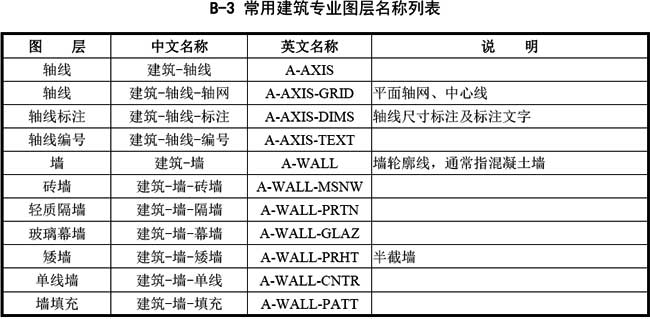 B-3 常用建筑专业图层名称列表
图 层 中文名称 英文名称 说 明
轴线 建筑-轴线 A-AXIS
轴线 建筑-轴线-轴网 A-AXIS-GRID 平面轴网、中心线
轴线标注 建筑-轴线-标注 A-AXIS-DIMS 轴线尺寸标注及标注文字
轴线编号 建筑-轴线-编号 A-AXIS-TEXT
墙 建筑-墙 A-WALL 墙轮廓线，通常指混凝土墙
砖墙 建筑-墙-砖墙 A-WALL-MSNW
轻质隔墙 建筑-墙-隔墙 A-WALL-PRTN
玻璃幕墙 建筑-墙-幕墙 A-WALL-GLAZ
矮墙 建筑-墙-矮墙 A-WALL-PRHT 半截墙
单线墙 建筑-墙-单线 A-WALL-CNTR
墙填充 建筑-墙-填充 A-WALL-PATT